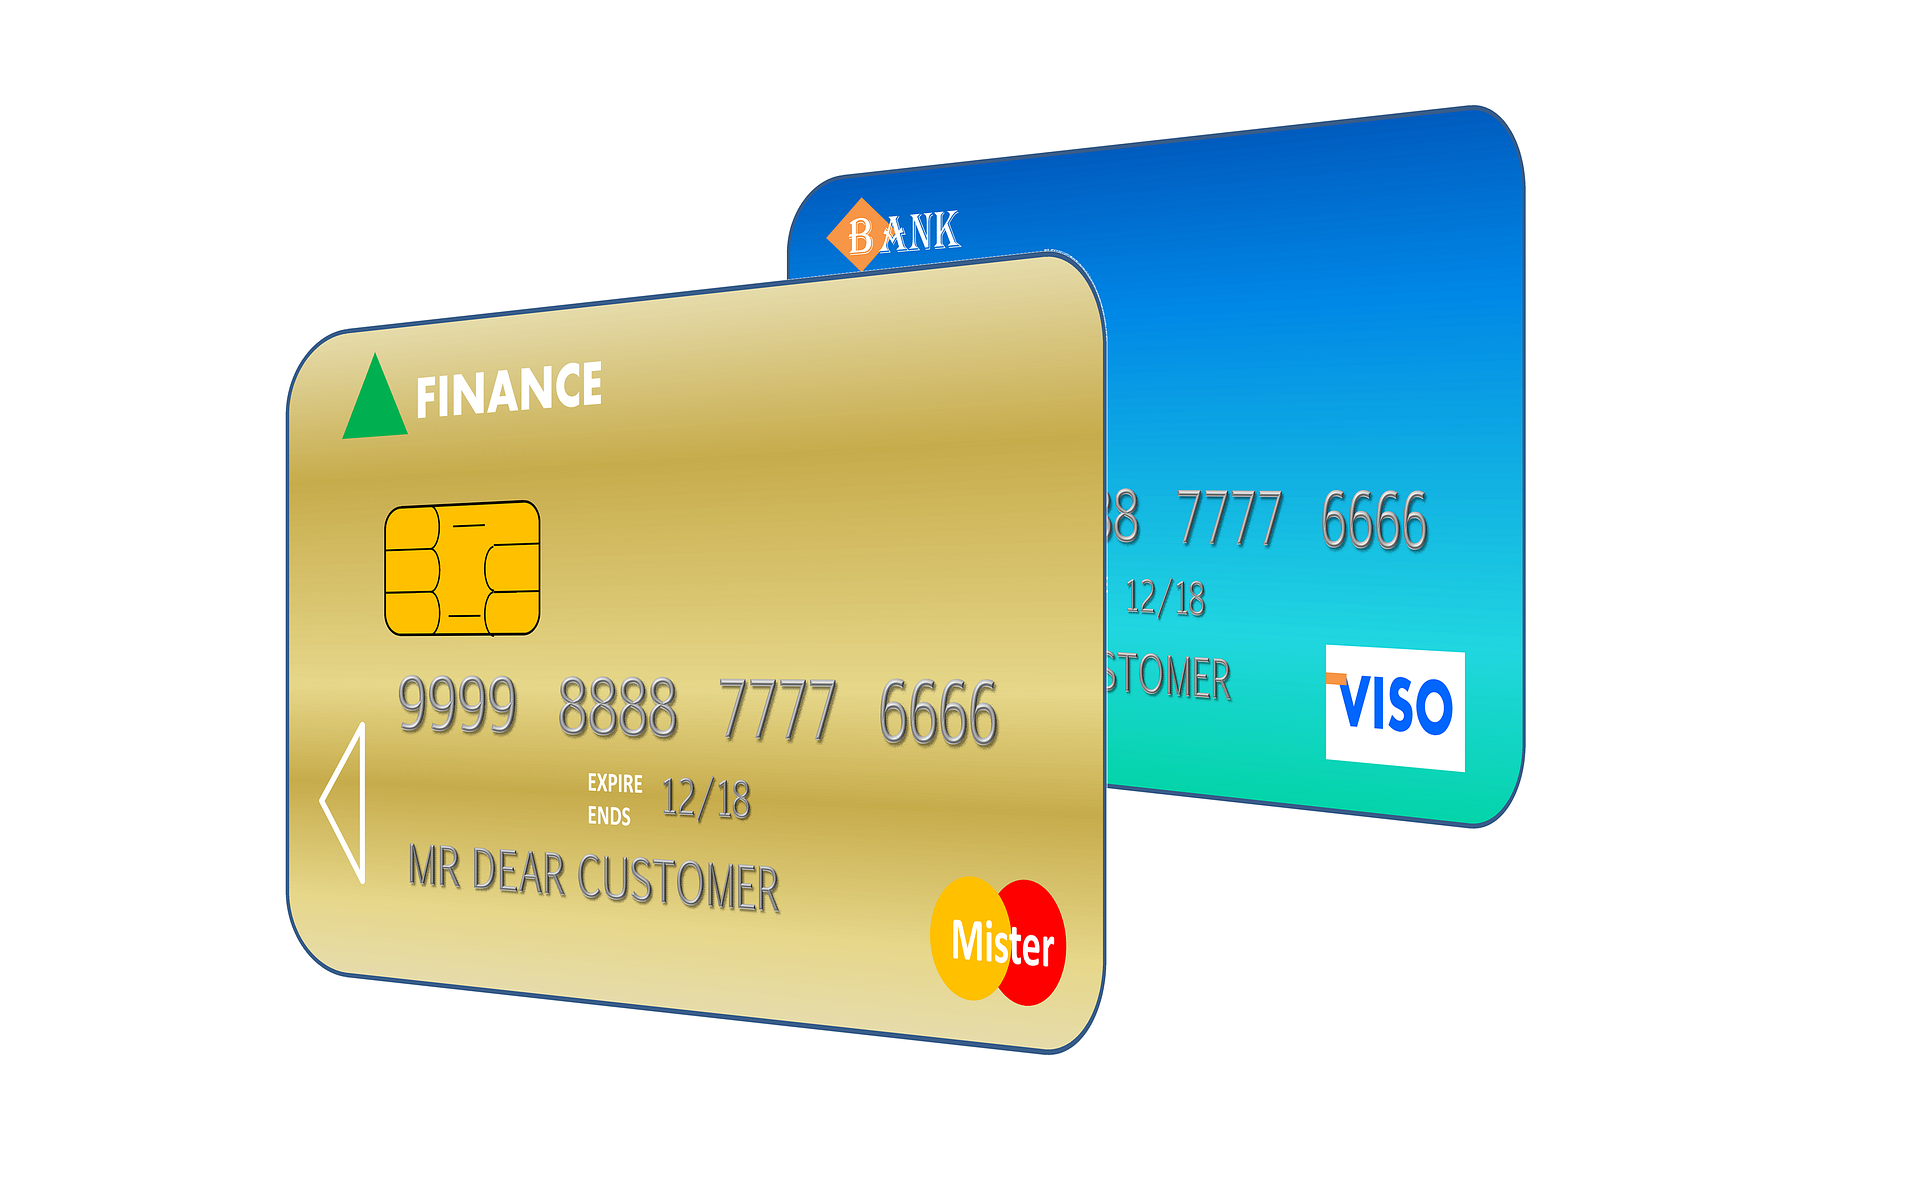 BANK
FINANCE
9999 8888 7777 6666
EXPIRE
ENDS
12/18
MR DEAR CUSTOMER
Mister
88 7777 6666
12/18
STOMER
VISO